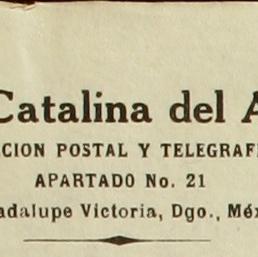 Catalina del A
CION POSTAL Y TELEGRAFI
APARTADO No. 21
adalupe Victoria, Dgo., Méx